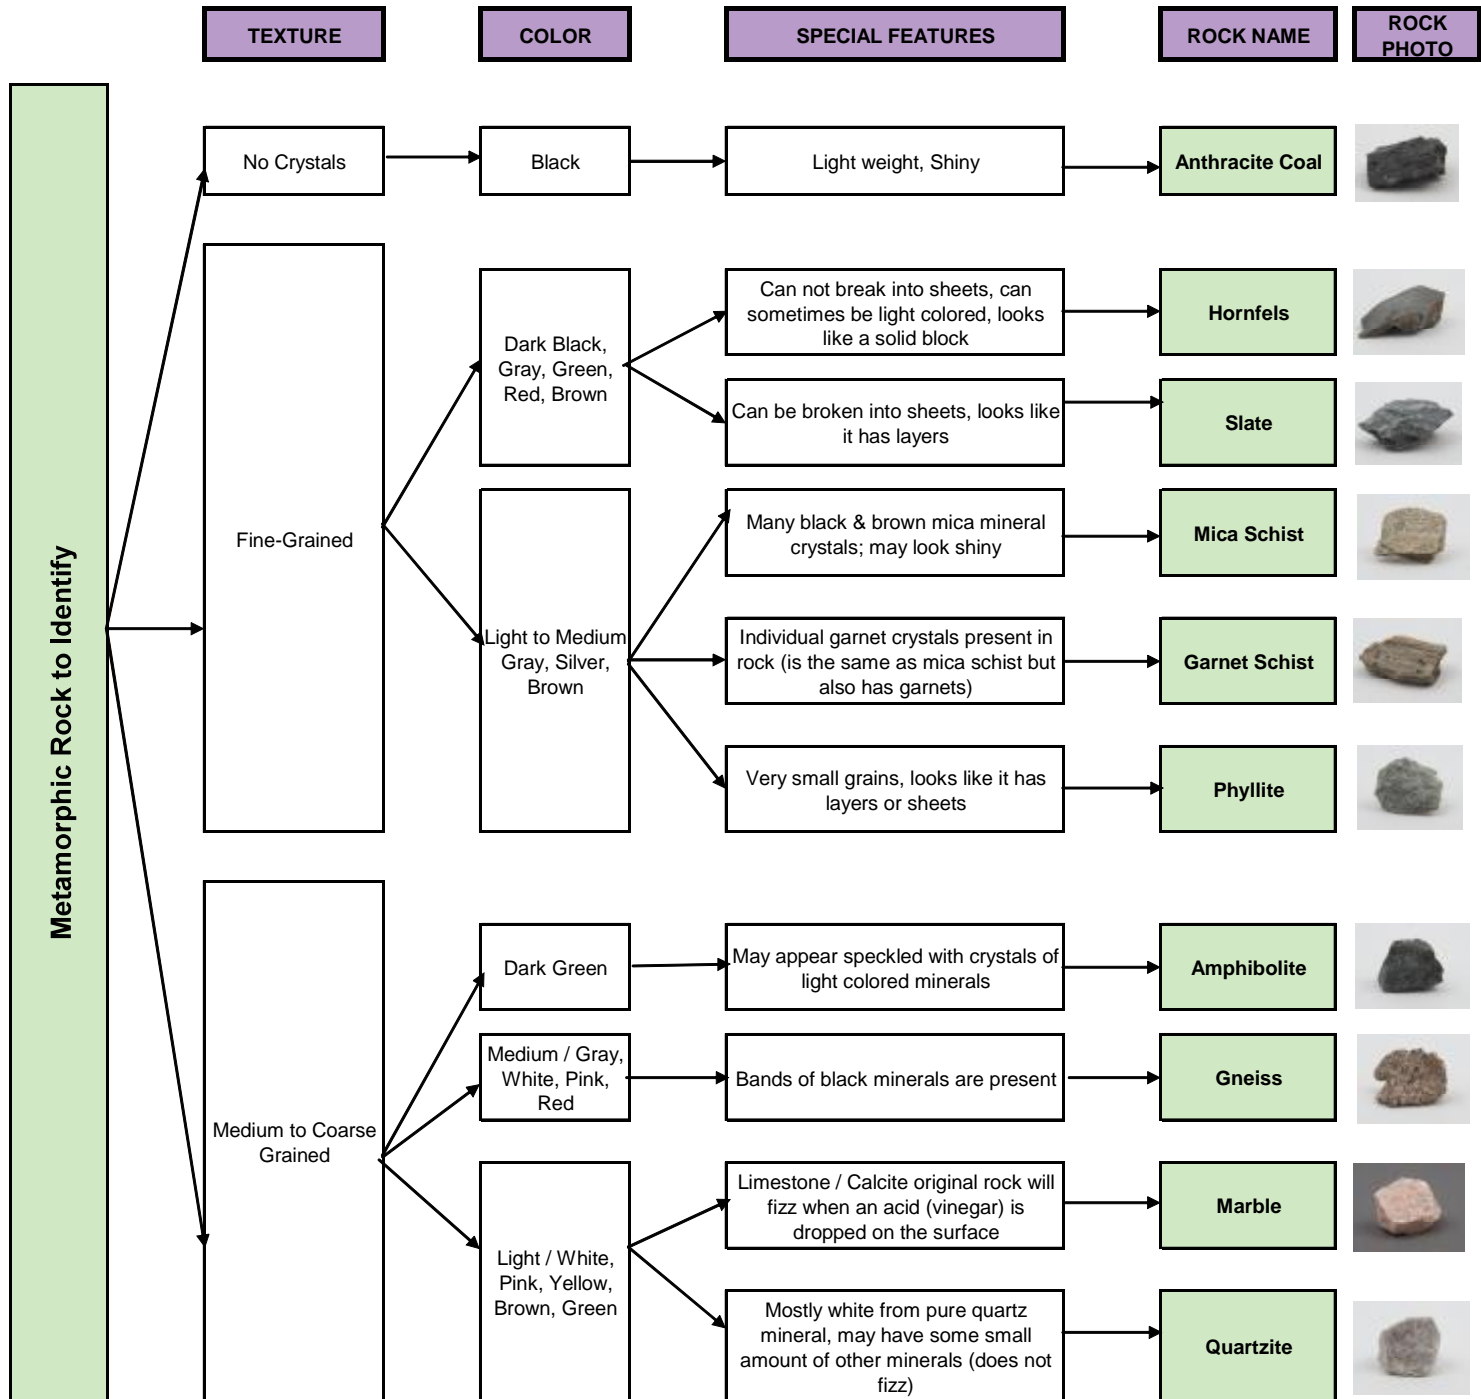 TEXTURE
COLOR
SPECIAL FEATURES
ROCK NAME
ROCK
PHOTO
Metamorphic Rock to Identify
No Crystals
Black
Light weight, Shiny
Anthracite Coal
Fine-Grained
Dark Black,
Gray, Green,
Red, Brown
Can not break into sheets, can
sometimes be light colored, looks
like a solid block
Hornfels
Can be broken into sheets, looks like
it has layers
Slate
Light to Medium
Gray, Silver,
Brown
Many black & brown mica mineral
crystals; may look shiny
Mica Schist
Individual garnet crystals present in
rock (is the same as mica schist but
also has garnets)
Garnet Schist
Very small grains, looks like it has
layers or sheets
Phyllite
Medium to Coarse
Grained
Dark Green
May appear speckled with crystals of
light colored minerals
Amphibolite
Medium / Gray,
White, Pink,
Red
Bands of black minerals are present
Gneiss
Light / White,
Pink, Yellow,
Brown, Green
Limestone / Calcite original rock will
fizz when an acid (vinegar) is
dropped on the surface
Marble
Mostly white from pure quartz
mineral, may have some small
amount of other minerals (does not
fizz)
Quartzite